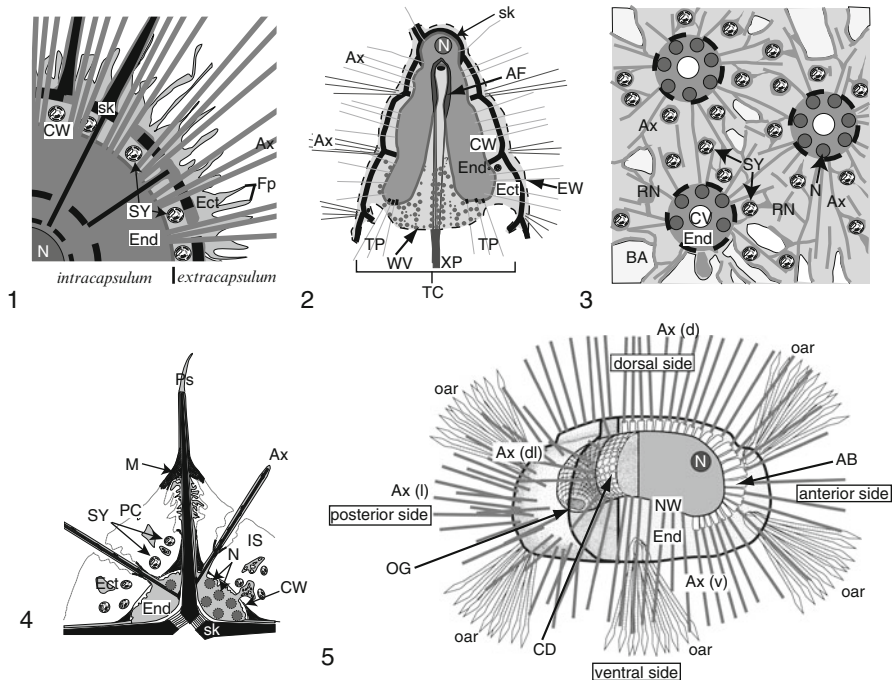 CW
sk
Ax
Fp
Ect
SY
End
N
intracapsulum extracapsulum
1
sk
N
Ax
AF
CW
Ax
End
Ect
EW
TP
TP
WV
XP
TC
2
Ax
SY
N
RN
RN
Ax
CV
End
BA
3
Ps
M
Ax
SY
PC
IS
N
Ect
CW
End
sk
4
Ax (d)
oar
dorsal side
oar
Ax (dl)
N
AB
Ax (l)
anterior side
posterior side
NW
End
OG
Ax (v)
oar
CD
oar
ventral side
5